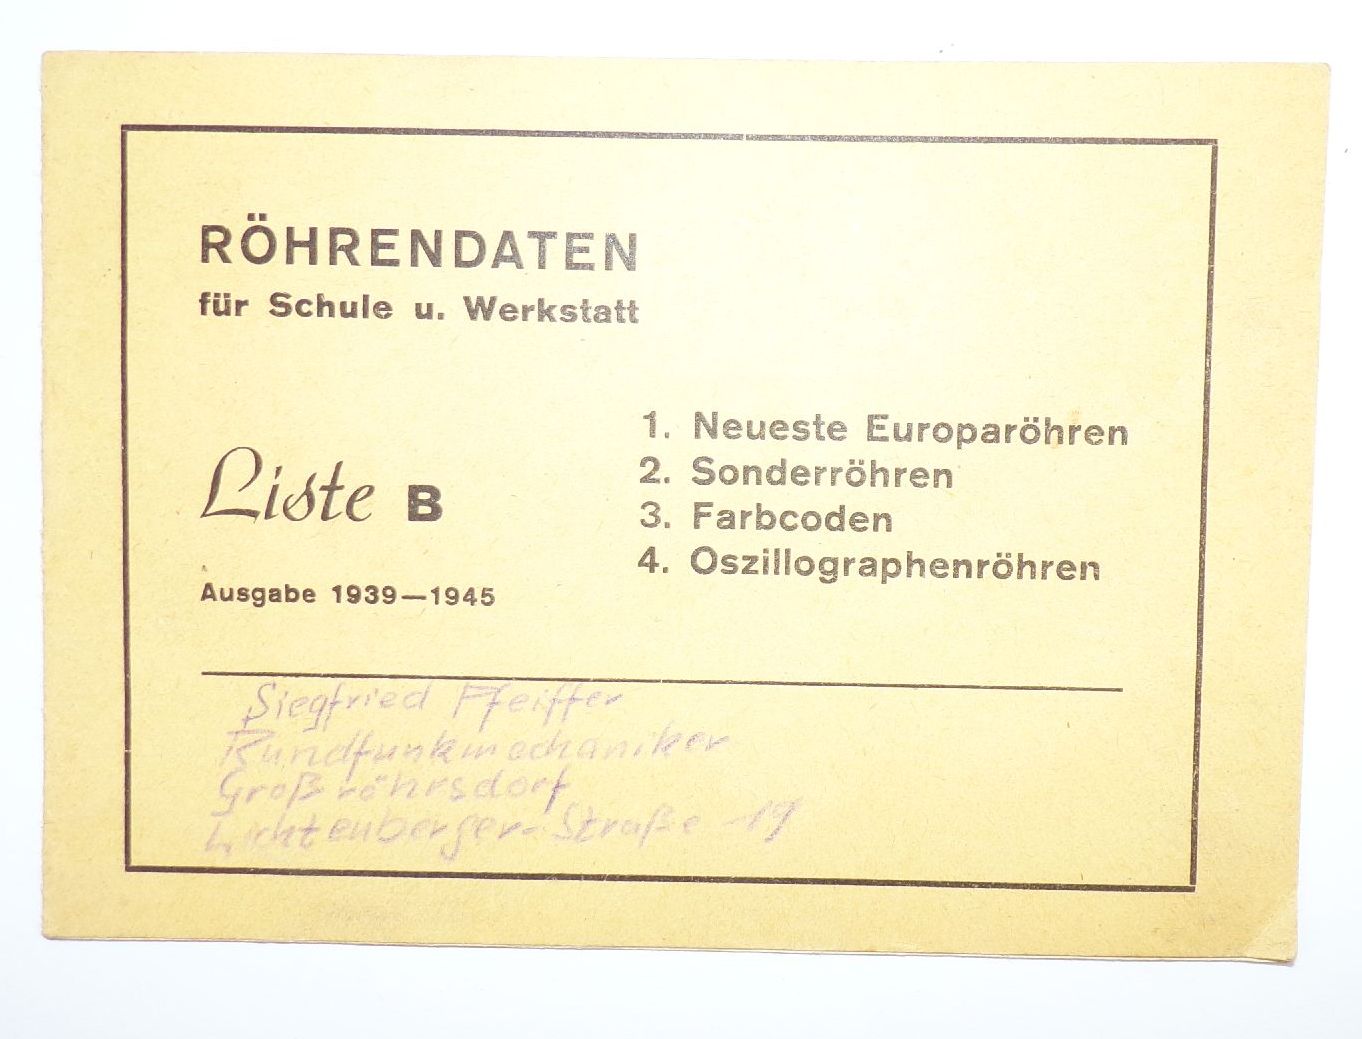 RÖHRENDATEN
für Schule u. Werkstatt
Liste B
Ausgabe 1939—1945
1. Neueste Europaröhren
2. Sonderröhren
3. Farbcoden
4. Oszillographenröhren
Siegfried Pfeiffer
Rundfunkmechaniker
Großröhrsdorf
Lichtenberger-Straße 19